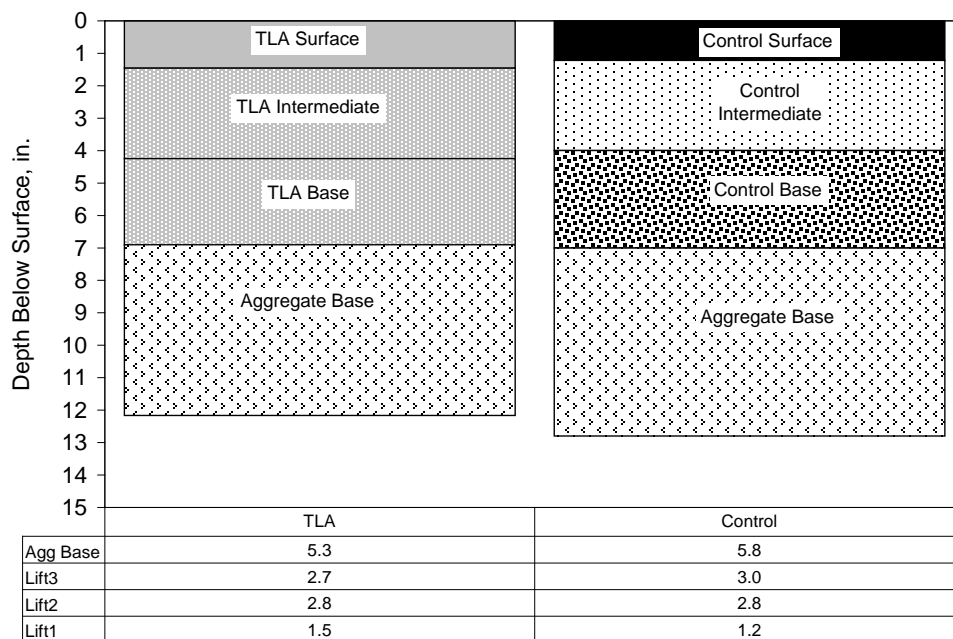 Depth Below Surface, in.
0
1
2
3
4
5
6
7
8
9
10
11
12
13
14
15
TLA Surface
TLA Intermediate
TLA Base
Aggregate Base
Control Surface
Control
Intermediate
Control Base
Aggregate Base
TLA Control
Agg Base 5.3 5.8
Lift3 2.7 3.0
Lift2 2.8 2.8
Lift1 1.5 1.2